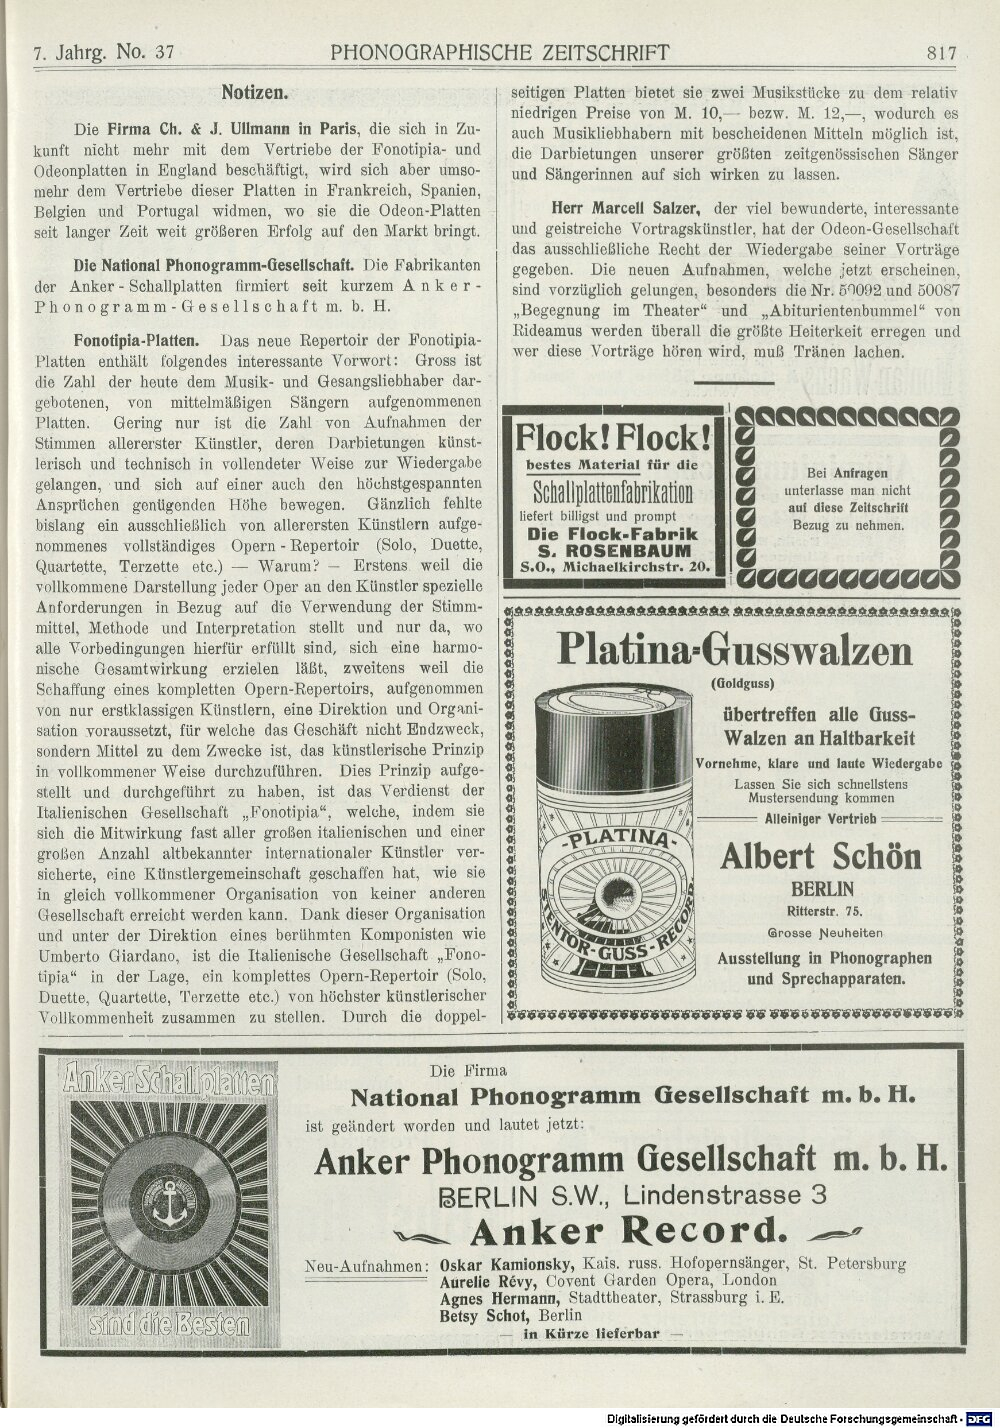 7. Jahrg. No. 37 PHONOGRAPHISCHE ZEITSCHRIFT 817
Notizen.
Die Firma Ch. & J. Ullmann in Paris, die sich in Zu-
kunft nicht mehr mit dem Vertriebe der Fonotipia- und
Odeonplatten in England beschäftigt, wird sich aber umso-
mehr dem Vertriebe dieser Platten in Frankreich, Spanien,
Belgien und Portugal widmen, wo sie die Odeon-Platten
seit langer Zeit weit größeren Erfolg auf den Markt bringt.
Die National Phonogramm-Gesellschaft. Die Fabrikanten
der Anker-Schallplatten firmiert seit kurzem Anker-
Phonogramm-Gesellschaft m. b. H.
Fonotipia-Platten. Das neue Repertoir der Fonotipia-
Platten enthält folgendes interessante Vorwort: Gross ist
die Zahl der heute dem Musik- und Gesangsliebhaber dar-
gebotenen, von mittelmäßigen Sängern aufgenommenen
Platten. Gering nur ist die Zahl von Aufnahmen der
Stimmen allererster Künstler, deren Darbietungen künst-
lerisch und technisch in vollendeter Weise zur Wiedergabe
gelangen, und sich auf einer auch den höchstgespannten
Ansprüchen genügenden Höhe bewegen. Gänzlich fehlte
bislang ein ausschließlich von allerersten Künstlern aufge-
nommenes vollständiges Opern-Repertoir (Solo, Duette,
Quartette, Terzette etc.) — Warum? — Erstens weil die
vollkommene Darstellung jeder Oper an den Künstler spezielle
Anforderungen in Bezug auf die Verwendung der Stimm-
mittel, Methode und Interpretation stellt und nur da, wo
alle Vorbedingungen hierfür erfüllt sind, sich eine harmo-
nische Gesamtwirkung erzielen läßt, zweitens weil die
Schaffung eines kompletten Opern-Repertoirs, aufgenommen
von nur erstklassigen Künstlern, eine Direktion und Organi-
sation voraussetzt, für welche das Geschäft nicht Endzweck,
sondern Mittel zu dem Zwecke ist, das künstlerische Prinzip
in vollkommener Weise durchzuführen. Dies Prinzip aufge-
stellt und durchgeführt zu haben, ist das Verdienst der
Italienischen Gesellschaft „Fonotipia“, welche, indem sie
sich die Mitwirkung fast aller großen italienischen und einer
großen Anzahl altbekannter internationaler Künstler ver-
sicherte, eine Künstlergemeinschaft geschaffen hat, wie sie
in gleich vollkommener Organisation von keiner anderen
Gesellschaft erreicht werden kann. Dank dieser Organisation
und unter der Direktion eines berühmten Komponisten wie
Umberto Giardano, ist die Italienische Gesellschaft „Fono-
tipia“ in der Lage, ein komplettes Opern-Repertoir (Solo,
Duette, Quartette, Terzette etc.) von höchster künstlerischer
Vollkommenheit zusammen zu stellen. Durch die doppel-
seitigen Platten bietet sie zwei Musikstücke zu dem relativ
niedrigen Preise von M. 10,— bezw. M. 12,—, wodurch es
auch Musikliebhabern mit bescheidenen Mitteln möglich ist,
die Darbietungen unserer größten zeitgenössischen Sänger
und Sängerinnen auf sich wirken zu lassen.
Herr Marcell Salzer, der viel bewunderte, interessante
und geistreiche Vortragskünstler, hat der Odeon-Gesellschaft
das ausschließliche Recht der Wiedergabe seiner Vorträge
gegeben. Die neuen Aufnahmen, welche jetzt erscheinen,
sind vorzüglich gelungen, besonders die Nr. 50092 und 50087
„Begegnung im Theater“ und „Abiturientenbummel“ von
Rideamus werden überall die größte Heiterkeit erregen und
wer diese Vorträge hören wird, muß Tränen lachen.
Flock! Flock!
bestes Material für die
Schallplattenfabrikation
liefert billigst und prompt
Die Flock-Fabrik
S. ROSENBAUM
S.O., Michaelkirchstr. 20.
Bei Anfragen
unterlasse man nicht
auf diese Zeitschrift
Bezug zu nehmen.
Platina-Gusswalzen
(Goldguss)
übertreffen alle Guss-
Walzen an Haltbarkeit
Vornehme, klare und laute Wiedergabe
Lassen Sie sich schnellstens
Mustersendung kommen
Alleiniger Vertrieb
Albert Schön
BERLIN
Ritterstr. 75.
Grosse Neuheiten
Ausstellung in Phonographen
und Sprechapparaten.
-PLATINA-
STENTOR-GUSS-RECORD
Anker Schallplatten
sind die Besten
Die Firma
National Phonogramm Gesellschaft m. b. H.
ist geändert worden und lautet jetzt:
Anker Phonogramm Gesellschaft m. b. H.
BERLIN S.W., Lindenstrasse 3
Anker Record.
Neu-Aufnahmen: Oskar Kamionsky, Kais. russ. Hofopernsänger, St. Petersburg
Aurelie Révy, Covent Garden Opera, London
Agnes Hermann, Stadttheater, Strassburg i. E.
Betsy Schot, Berlin
— in Kürze lieferbar —
Digitalisierung gefördert durch die Deutsche Forschungsgemeinschaft - DFG